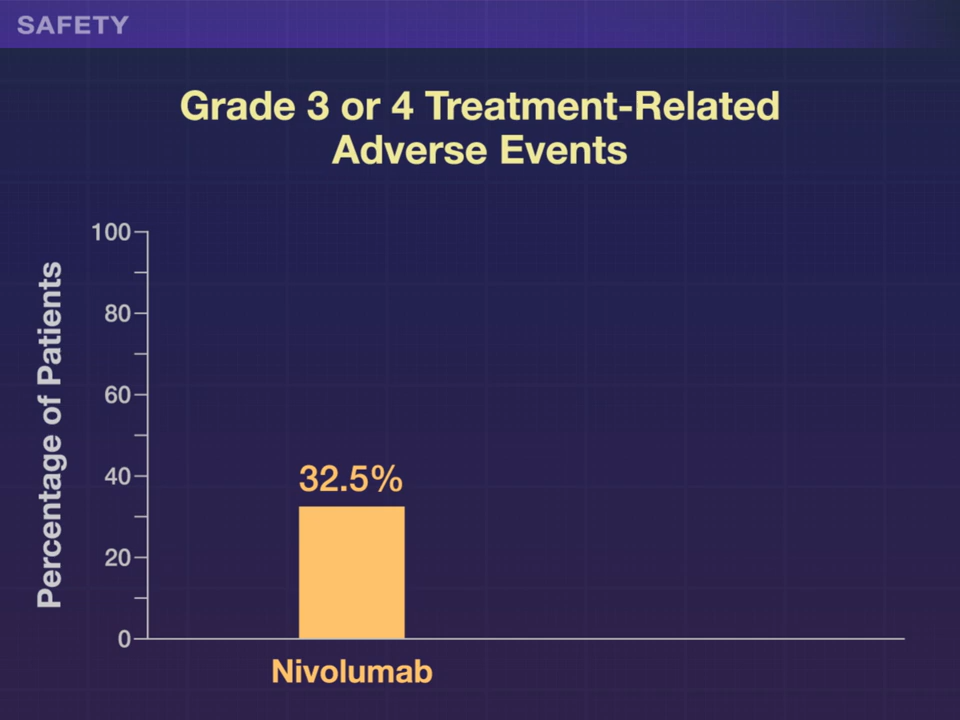 SAFETY
Grade 3 or 4 Treatment-Related
Adverse Events
Percentage of Patients
100
80
60
40
20
0
32.5%
Nivolumab